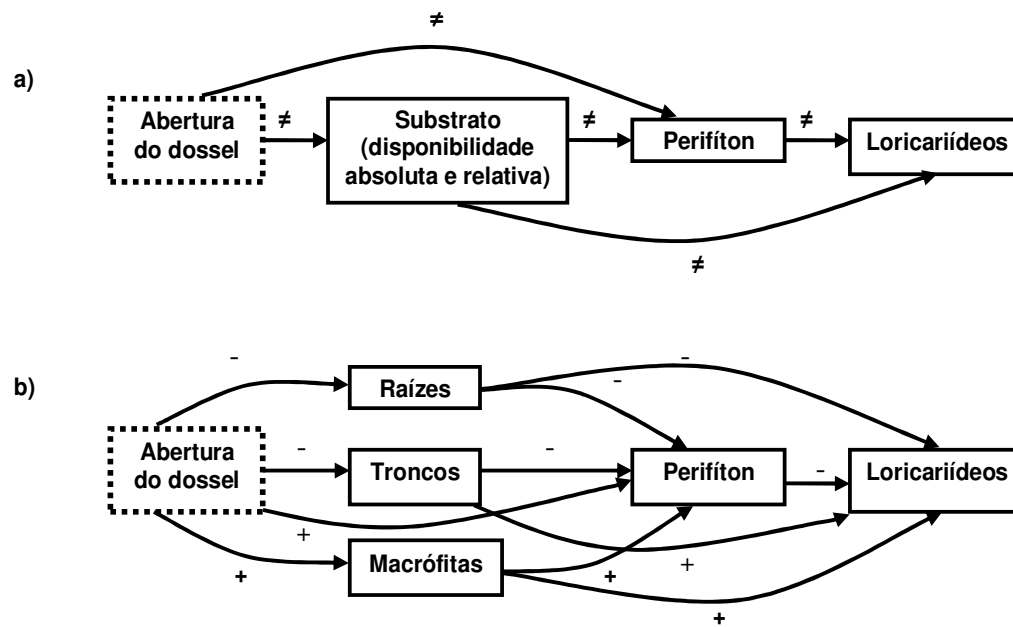 ≠
a)
Abertura
do dossel
≠
Substrato
(disponibilidade
absoluta e relativa)
≠
Perifíton
≠
Loricariídeos
≠
b)
-
Raízes
-
-
Abertura
do dossel
-
Troncos
-
Perifíton
-
Loricariídeos
+
+
Macrófitas
+
+
+